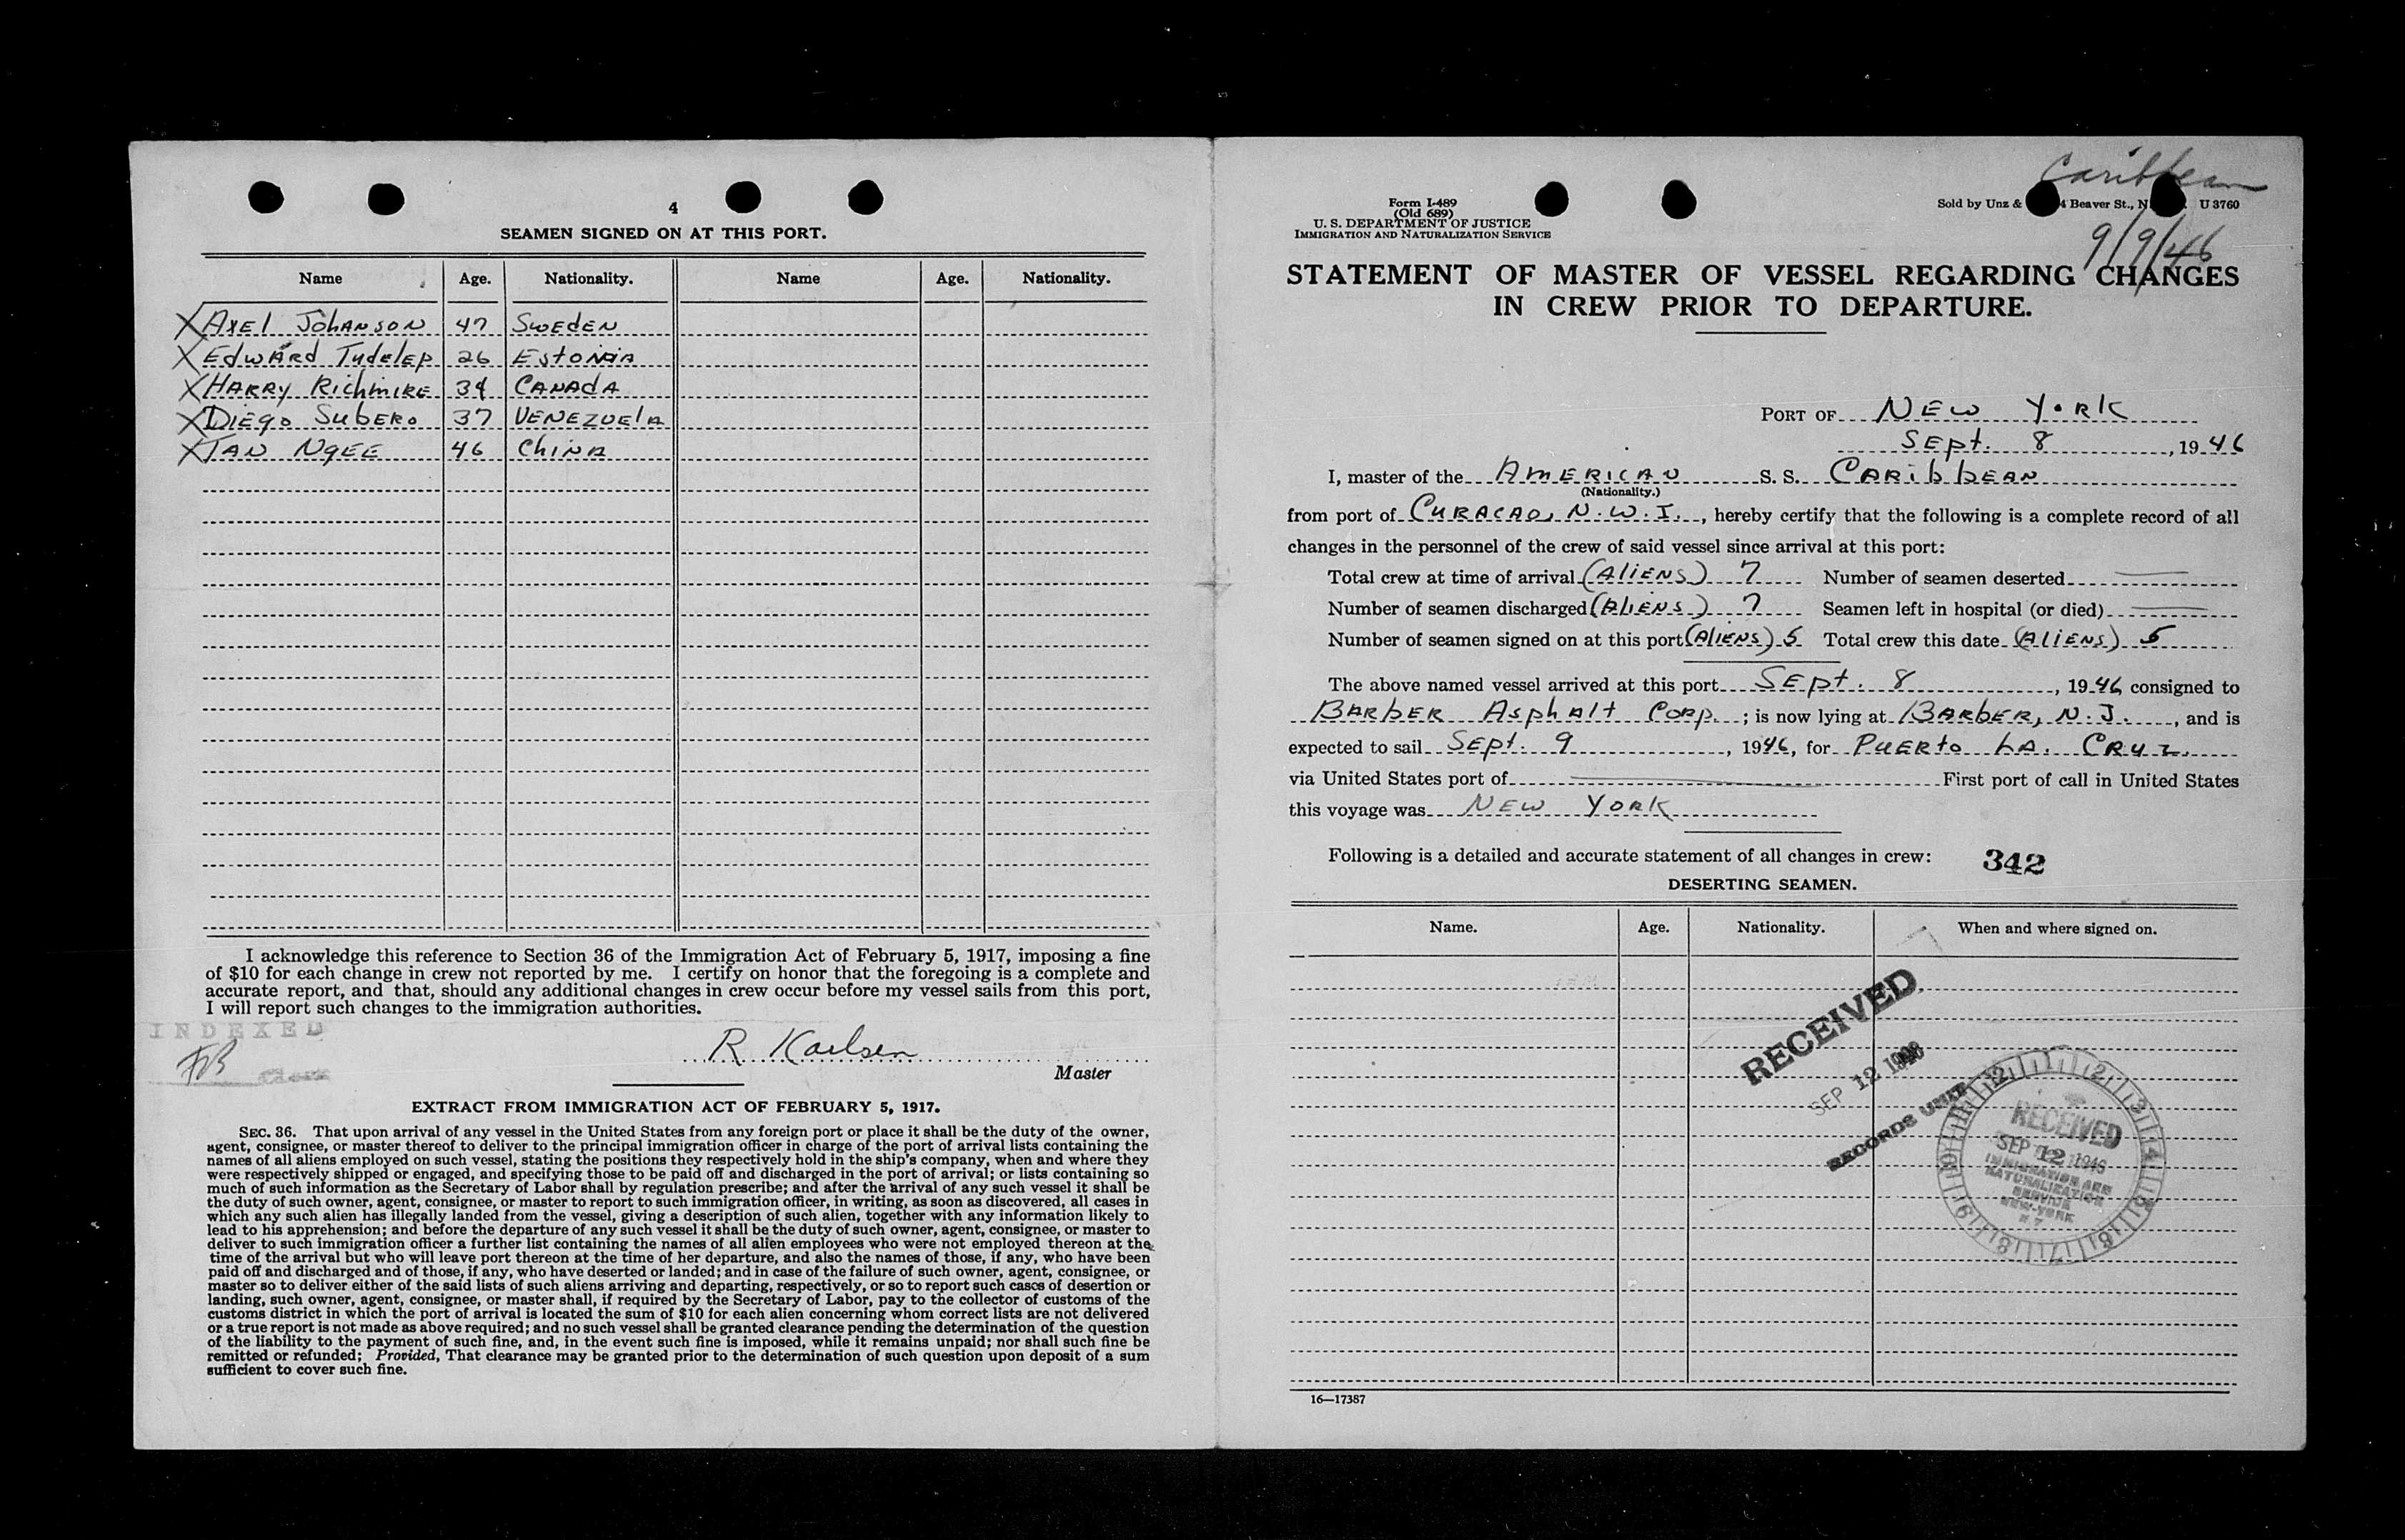 4
SEAMEN SIGNED ON AT THIS PORT.
Name Age. Nationality. Name Age. Nationality.
X Axel Johanson 47 Sweden
X Edward Tudelep 26 Estonia
X Harry Richmire 34 Canada
X Diego Subero 37 Venezuela
X Tan Ngee 46 China
I acknowledge this reference to Section 36 of the Immigration Act of February 5, 1917, imposing a fine
of $10 for each change in crew not reported by me. I certify on honor that the foregoing is a complete and
accurate report, and that, should any additional changes in crew occur before my vessel sails from this port,
I will report such changes to the immigration authorities.
INDEXED
R Karlsen
Clerk
Master
EXTRACT FROM IMMIGRATION ACT OF FEBRUARY 5, 1917.
SEC. 36. That upon arrival of any vessel in the United States from any foreign port or place it shall be the duty of the owner,
agent, consignee, or master thereof to deliver to the principal immigration officer in charge of the port of arrival lists containing the
names of all aliens employed on such vessel, stating the positions they respectively hold in the ship's company, when and where they
were respectively shipped or engaged, and specifying those to be paid off and discharged in the port of arrival; or lists containing so
much of such information as the Secretary of Labor shall by regulation prescribe; and after the arrival of any such vessel it shall be
the duty of such owner, agent, consignee, or master to report to such immigration officer, in writing, as soon as discovered, all cases in
which any such alien has illegally landed from the vessel, giving a description of such alien, together with any information likely to
lead to his apprehension; and before the departure of any such vessel it shall be the duty of such owner, agent, consignee, or master to
deliver to such immigration officer a further list containing the names of all alien employees who were not employed thereon at the
time of the arrival but who will leave port thereon at the time of her departure, and also the names of those, if any, who have been
paid off and discharged and of those, if any, who have deserted or landed; and in case of the failure of such owner, agent, consignee, or
master so to deliver either of the said lists of such aliens arriving and departing, respectively, or so to report such cases of desertion or
landing, such owner, agent, consignee, or master shall, if required by the Secretary of Labor, pay to the collector of customs of the
customs district in which the port of arrival is located the sum of $10 for each alien concerning whom correct lists are not delivered
or a true report is not made as above required; and no such vessel shall be granted clearance pending the determination of the question
of the liability to the payment of such fine, and, in the event such fine is imposed, while it remains unpaid; nor shall such fine be
remitted or refunded; Provided, That clearance may be granted prior to the determination of such question upon deposit of a sum
sufficient to cover such fine.
Caribbean
Form I-489
(Old 689)
U. S. DEPARTMENT OF JUSTICE
IMMIGRATION AND NATURALIZATION SERVICE
Sold by Unz & 4 Beaver St., N U 3760
9/9/46
STATEMENT OF MASTER OF VESSEL REGARDING CHANGES
IN CREW PRIOR TO DEPARTURE.
PORT OF NEW YORK
SEPT. 8, 1946
I, master of the AMERICAN S. S. CARIBBEAN
(Nationality.)
from port of CURACAO, N.W.I., hereby certify that the following is a complete record of all
changes in the personnel of the crew of said vessel since arrival at this port:
Total crew at time of arrival (ALIENS) 7 Number of seamen deserted —
Number of seamen discharged (ALIENS) 7 Seamen left in hospital (or died) —
Number of seamen signed on at this port (ALIENS) 5 Total crew this date (ALIENS) 5
The above named vessel arrived at this port SEPT. 8, 1946 consigned to
BARBER ASPHALT CORP.; is now lying at BARBER, N.J., and is
expected to sail SEPT. 9, 1946, for PUERTO LA. CRUZ.
via United States port of — First port of call in United States
this voyage was NEW YORK
Following is a detailed and accurate statement of all changes in crew: 342
DESERTING SEAMEN.
Name. Age. Nationality. When and where signed on.
RECEIVED
SEP 12 1946
RECORDS UNIT
RECEIVED
SEP 12 1946
IMMIGRATION AND
NATURALIZATION
SERVICE
NEW-YORK
N.Y.
12 1 2 3 4 5 6 7 8 9 10 11
16—17387